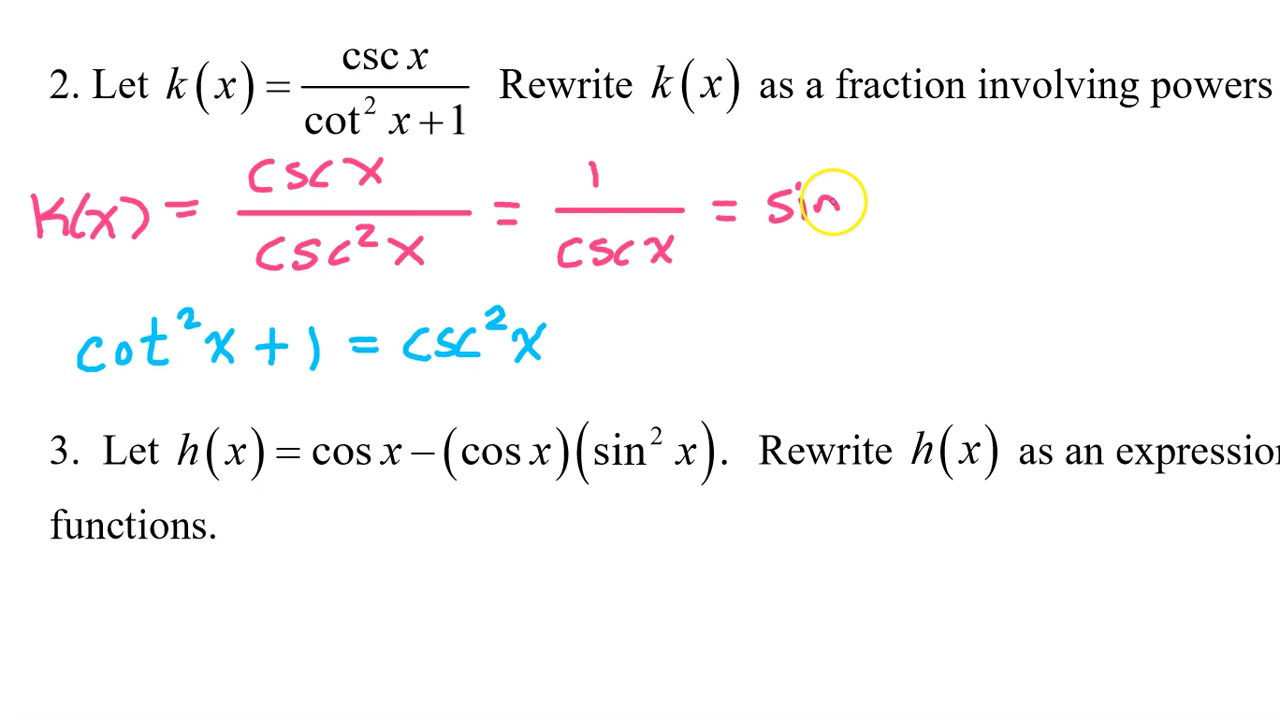 2. Let k(x) = csc x / (cot² x + 1) Rewrite k(x) as a fraction involving powers
K(x) = csc x / csc² x = 1 / csc x = sin
cot² x + 1 = csc² x
3. Let h(x) = cos x − (cos x)(sin² x). Rewrite h(x) as an expression
functions.